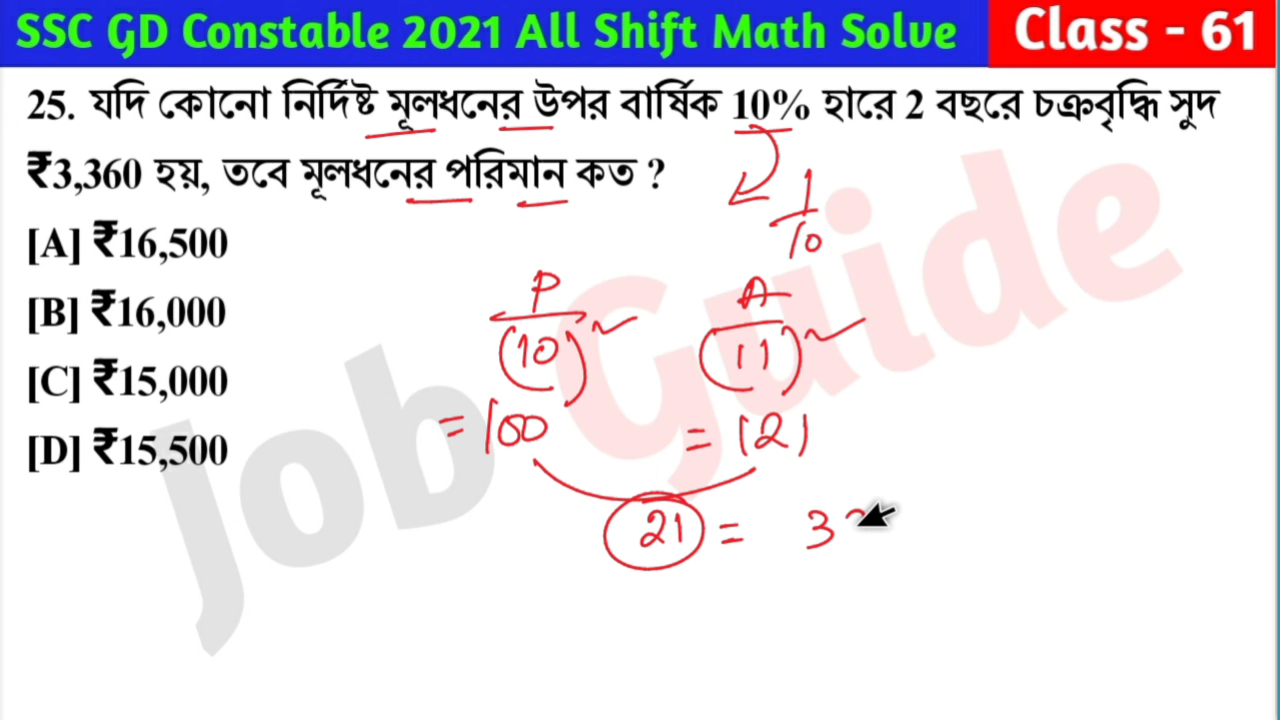 SSC GD Constable 2021 All Shift Math Solve
Class - 61
25. যদি কোনো নির্দিষ্ট মূলধনের উপর বার্ষিক 10% হারে 2 বছরে চক্রবৃদ্ধি সুদ
₹3,360 হয়, তবে মূলধনের পরিমান কত ?
[A] ₹16,500
[B] ₹16,000
[C] ₹15,000
[D] ₹15,500
1/10
P A
(10)² (11)²
= 100 = 121
21 = 3
Job Guide